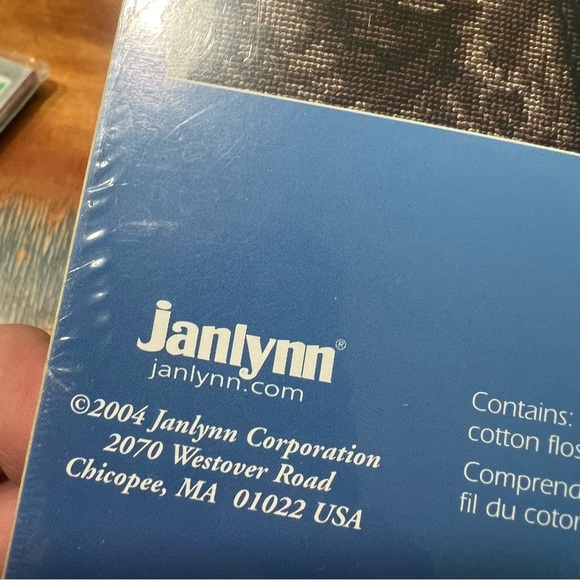 janlynn®
janlynn.com
©2004 Janlynn Corporation
2070 Westover Road
Chicopee, MA 01022 USA
Contains:
cotton flos
Comprend
fil du coton